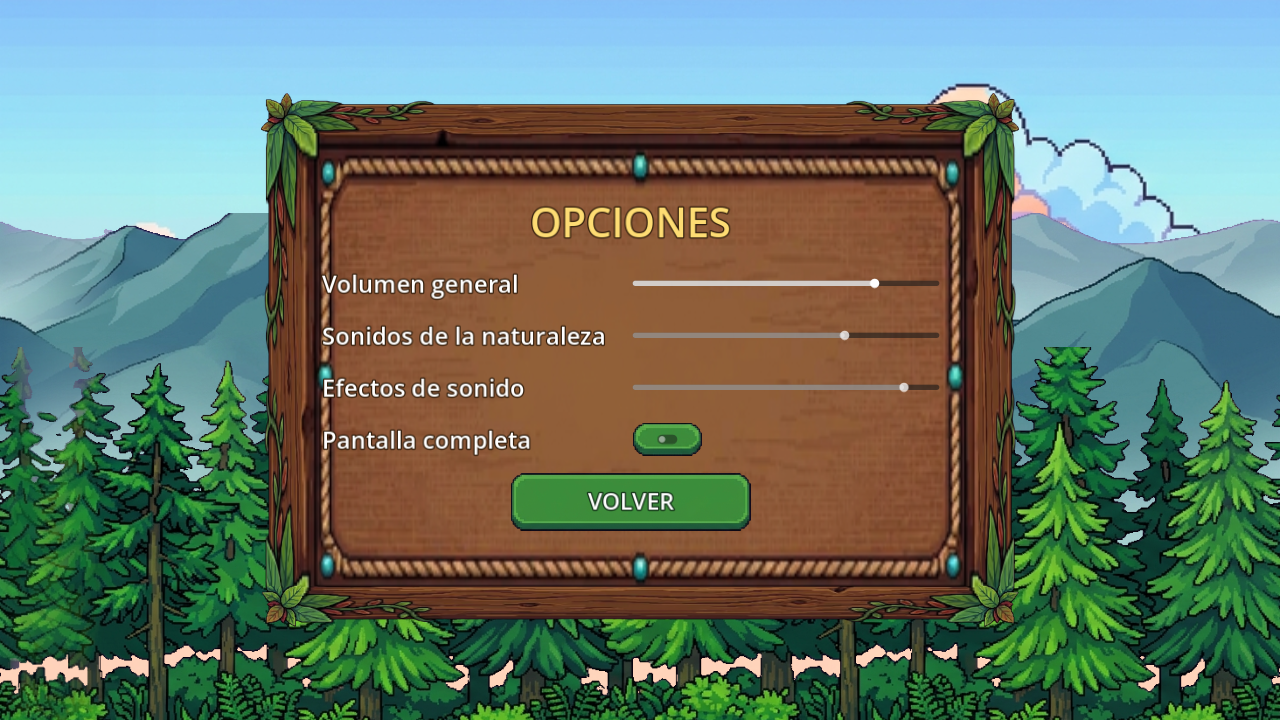 OPCIONES
Volumen general
Sonidos de la naturaleza
Efectos de sonido
Pantalla completa
VOLVER